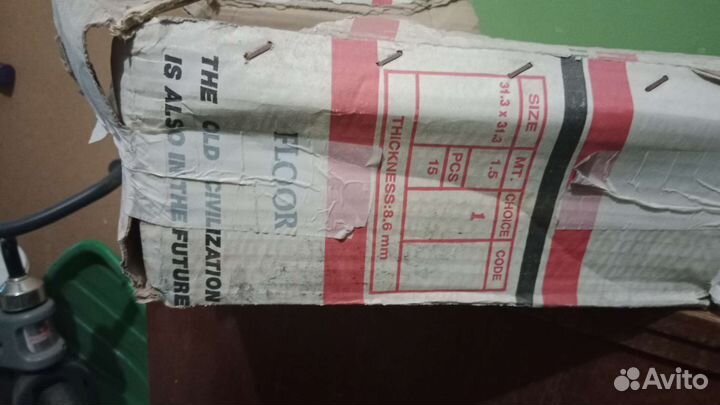 THE OLD CIVILIZATION
IS ALSO IN THE FUTURE
FLOOR
SIZE MT. CHOICE CODE
31.3 x 31.3 1.5 1
PCS
15
THICKNESS:8.6 mm
Avito